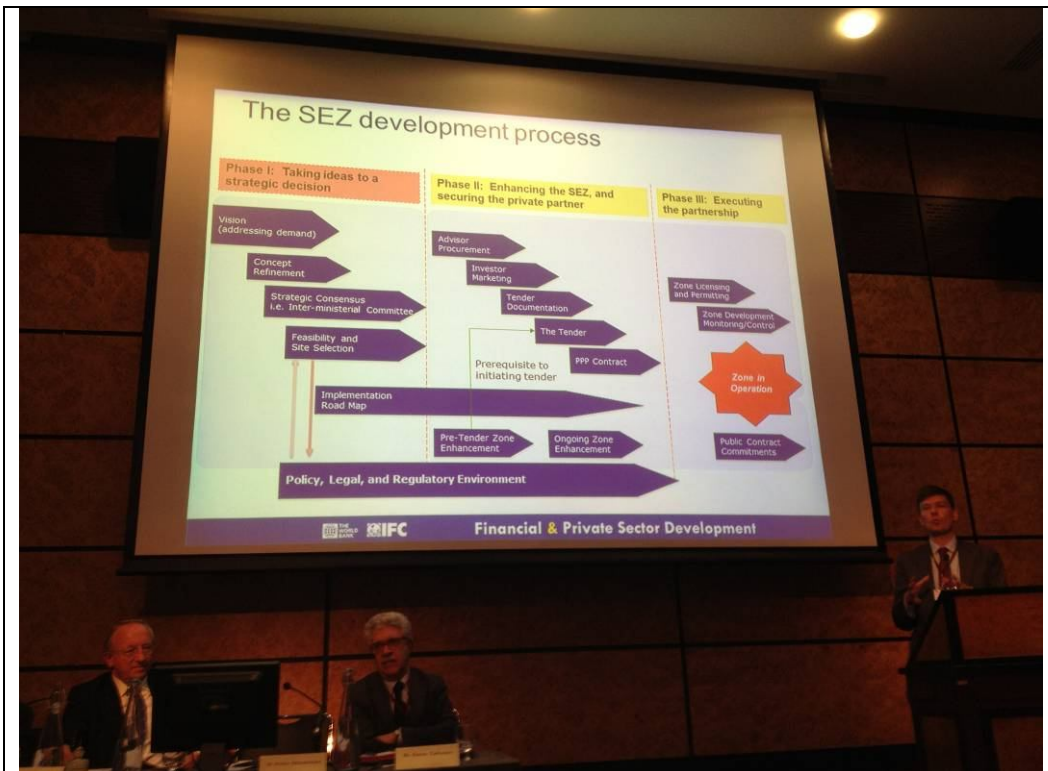 The SEZ development process
Phase I: Taking ideas to a
strategic decision
Phase II: Enhancing the SEZ, and
securing the private partner
Phase III: Executing
the partnership
Vision
(addressing demand)
Concept
Refinement
Strategic Consensus
i.e. Inter-ministerial Committee
Feasibility and
Site Selection
Implementation
Road Map
Advisor
Procurement
Investor
Marketing
Tender
Documentation
The Tender
PPP Contract
Prerequisite to
initiating tender
Pre-Tender Zone
Enhancement
Ongoing Zone
Enhancement
Zone Licensing
and Permitting
Zone Development
Monitoring/Control
Zone in
Operation
Public Contract
Commitments
Policy, Legal, and Regulatory Environment
THE
WORLD
BANK
IFC
Financial & Private Sector Development